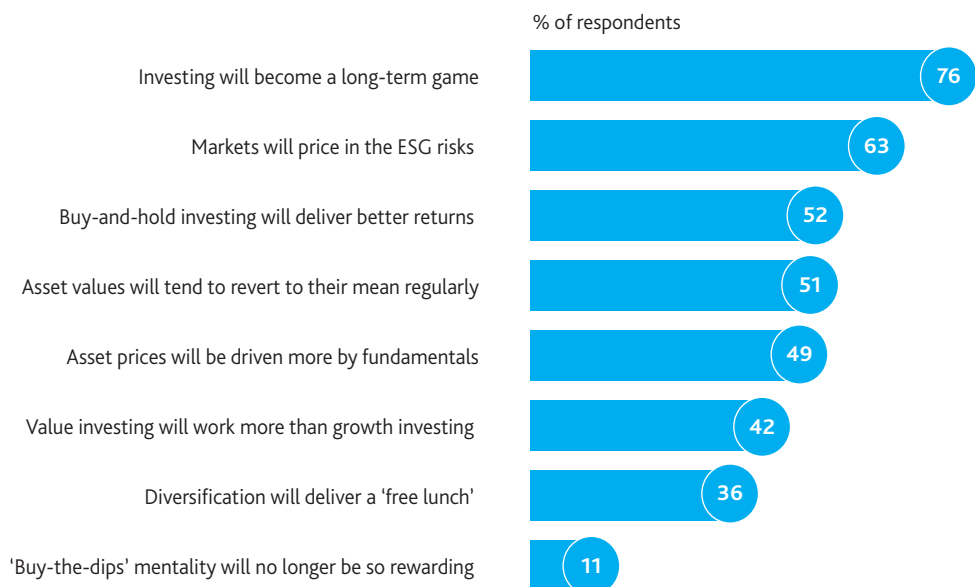 % of respondents
Investing will become a long-term game
76
Markets will price in the ESG risks
63
Buy-and-hold investing will deliver better returns
52
Asset values will tend to revert to their mean regularly
51
Asset prices will be driven more by fundamentals
49
Value investing will work more than growth investing
42
Diversification will deliver a ‘free lunch’
36
‘Buy-the-dips’ mentality will no longer be so rewarding
11